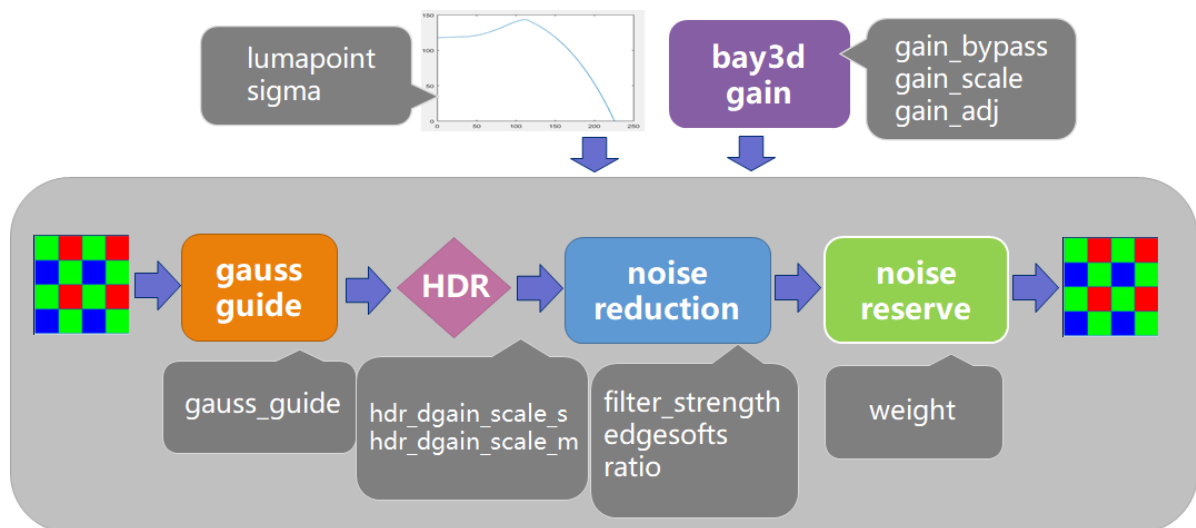 lumapoint
sigma
150
100
50
0
0
50
100
150
200
250
bay3d
gain
gain_bypass
gain_scale
gain_adj
gauss
guide
HDR
noise
reduction
noise
reserve
gauss_guide
hdr_dgain_scale_s
hdr_dgain_scale_m
filter_strength
edgesofts
ratio
weight